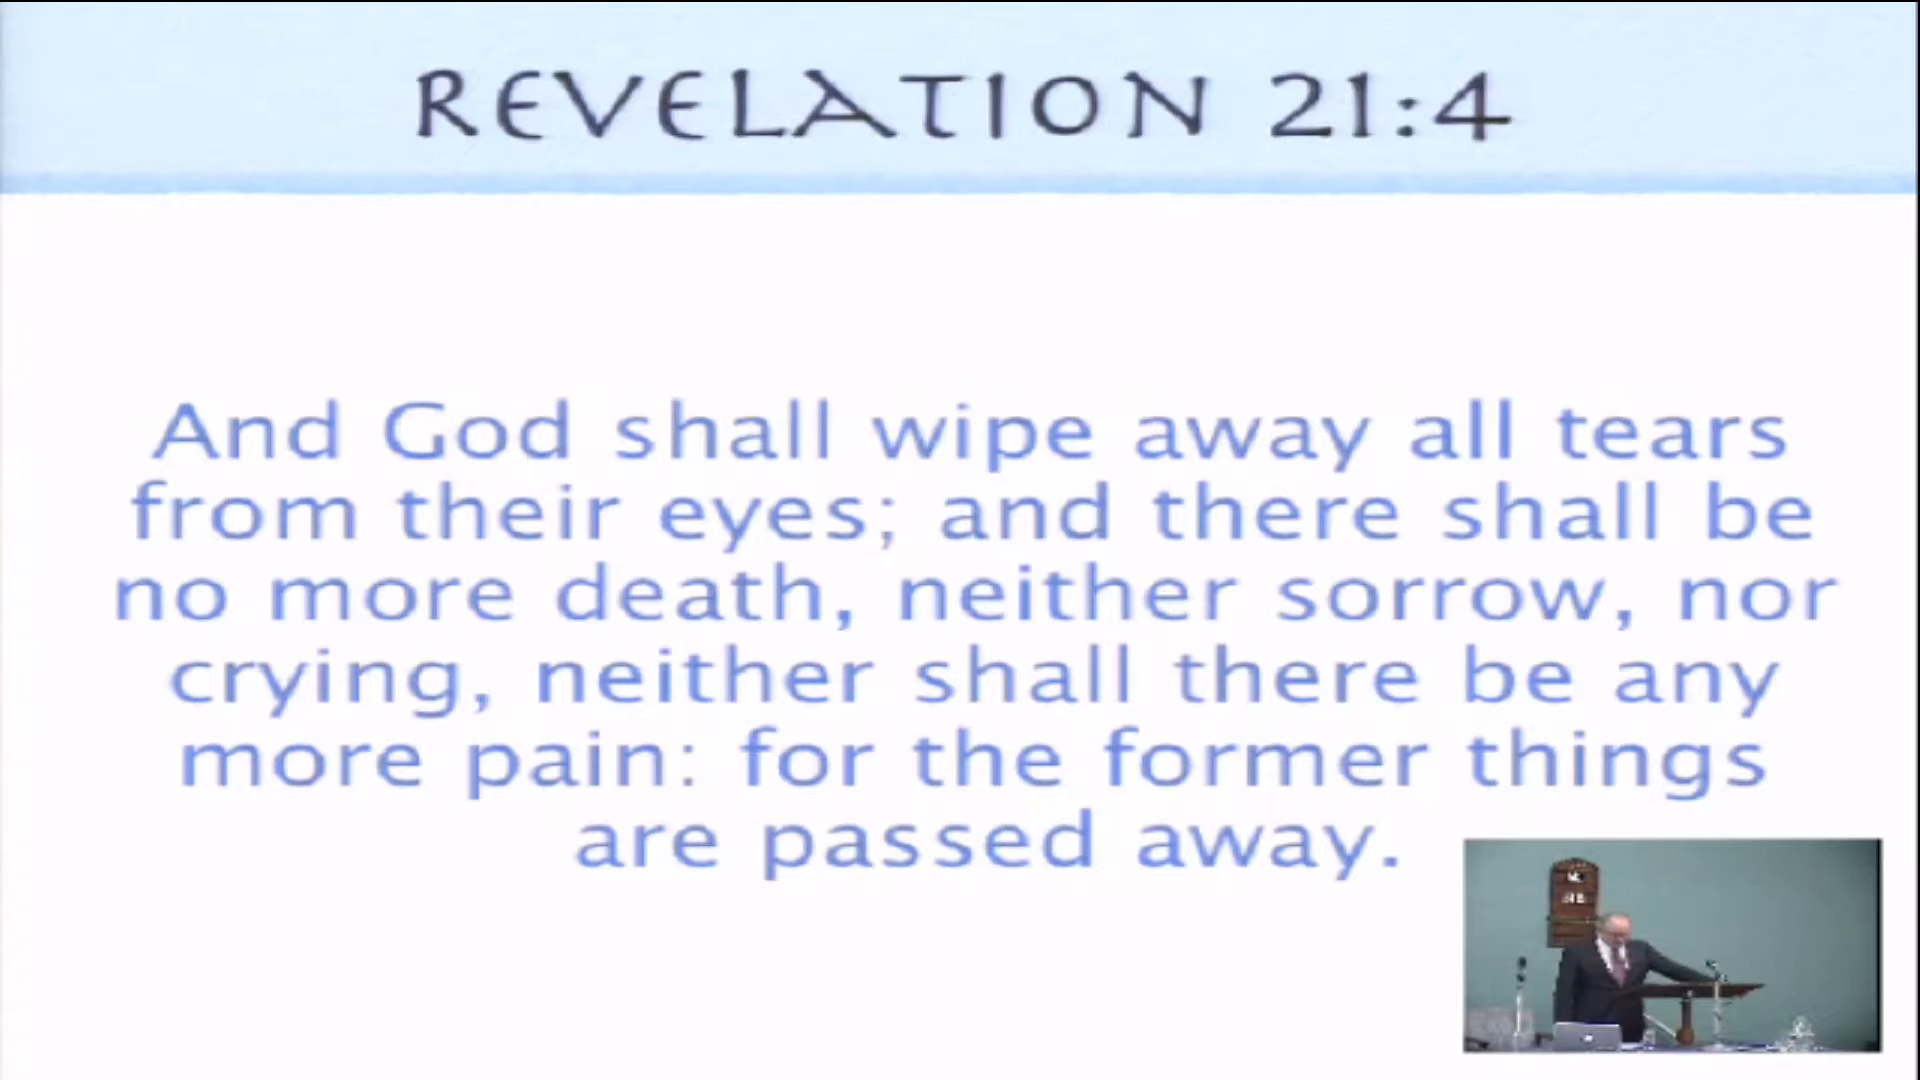 REVELATION 21:4
And God shall wipe away all tears
from their eyes; and there shall be
no more death, neither sorrow, nor
crying, neither shall there be any
more pain: for the former things
are passed away.